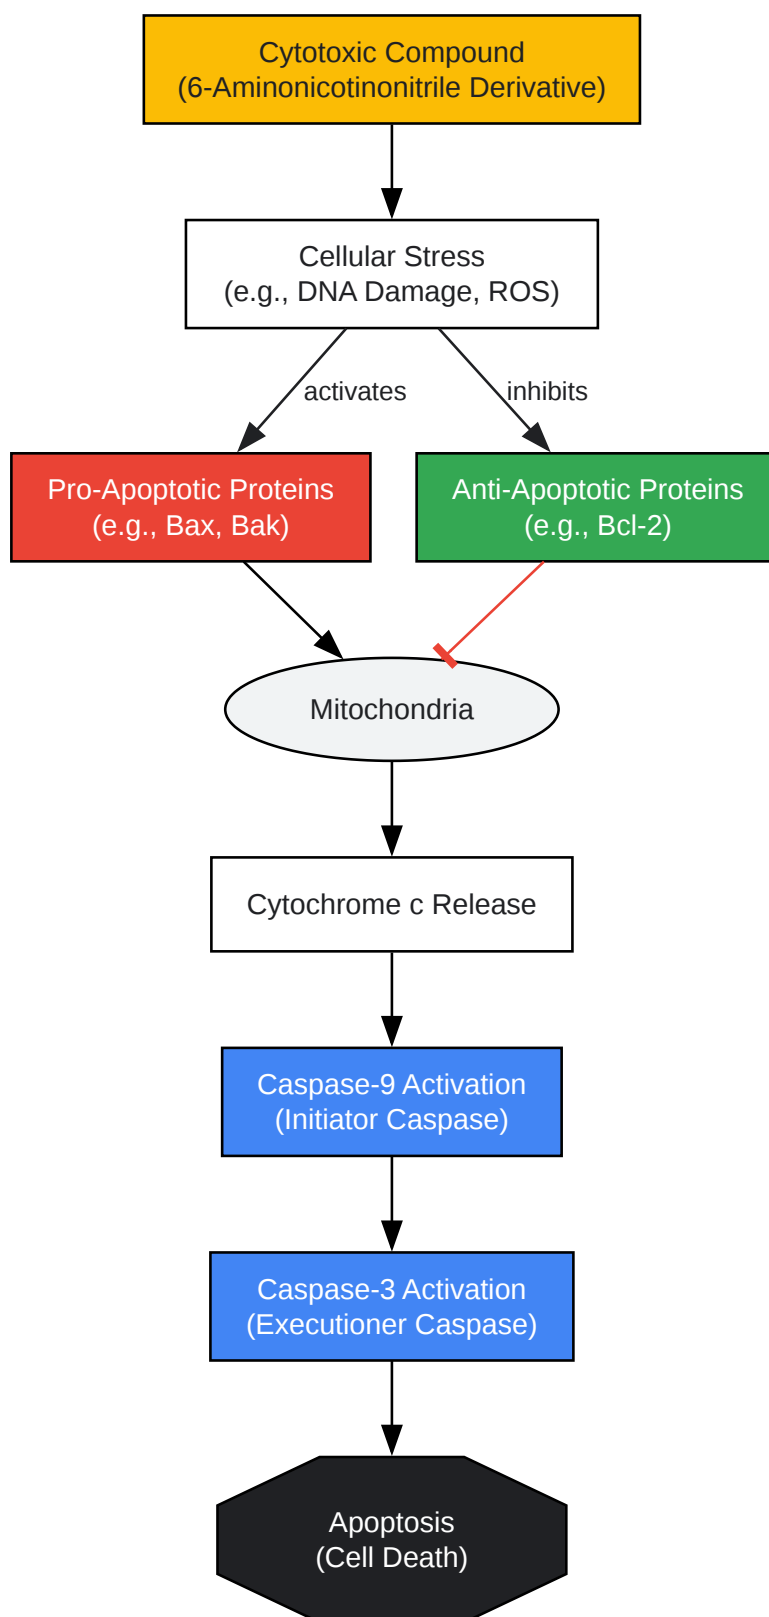 Cytotoxic Compound
(6-Aminonicotinonitrile Derivative)
Cellular Stress
(e.g., DNA Damage, ROS)
activates
inhibits
Pro-Apoptotic Proteins
(e.g., Bax, Bak)
Anti-Apoptotic Proteins
(e.g., Bcl-2)
Mitochondria
Cytochrome c Release
Caspase-9 Activation
(Initiator Caspase)
Caspase-3 Activation
(Executioner Caspase)
Apoptosis
(Cell Death)